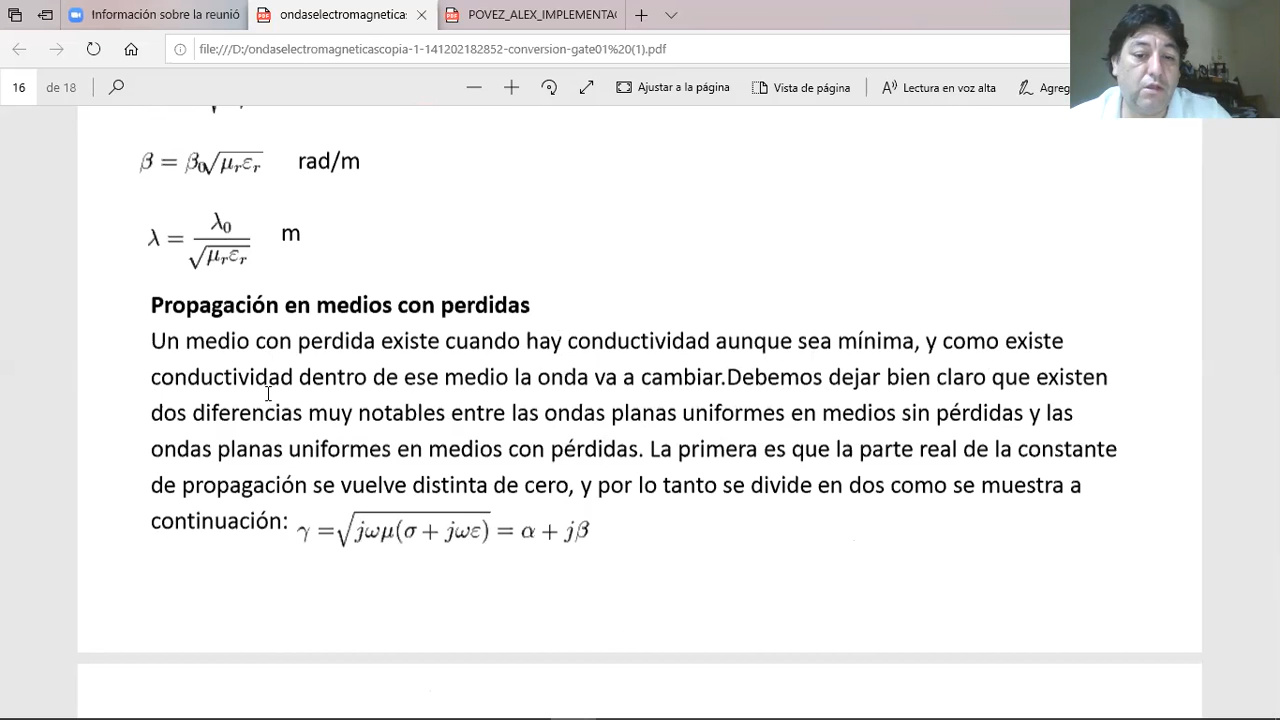 Información sobre la reunió
ondaselectromagnetica:
POVEZ_ALEX_IMPLEMENTA
file:///D:/ondaselectromagneticascopia-1-141202182852-conversion-gate01%20(1).pdf
16 de 18
Ajustar a la página
Vista de página
Lectura en voz alta
Agreg
β = β₀√μᵣεᵣ rad/m
λ = λ₀/√μᵣεᵣ m
Propagación en medios con perdidas
Un medio con perdida existe cuando hay conductividad aunque sea mínima, y como existe
conductividad dentro de ese medio la onda va a cambiar.Debemos dejar bien claro que existen
dos diferencias muy notables entre las ondas planas uniformes en medios sin pérdidas y las
ondas planas uniformes en medios con pérdidas. La primera es que la parte real de la constante
de propagación se vuelve distinta de cero, y por lo tanto se divide en dos como se muestra a
continuación: γ =√jωμ(σ + jωε) = α + jβ